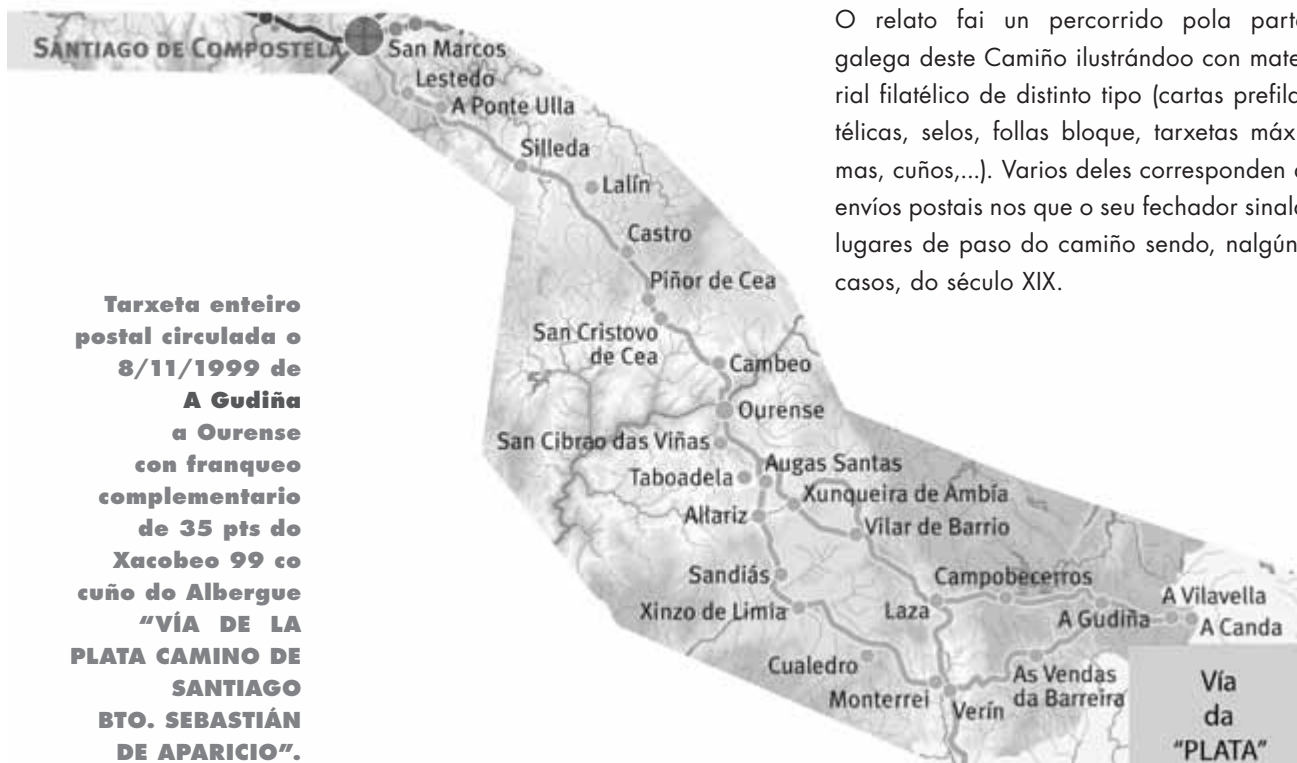 O relato fai un percorrido pola parte
galega deste Camiño ilustrándoo con mate-
rial filatélico de distinto tipo (cartas prefila-
télicas, selos, follas bloque, tarxetas máxi-
mas, cuños,...). Varios deles corresponden
envíos postais nos que o seu fechador
lugares de paso do camiño sendo,
casos, do século XIX.
Tarxeta enteiro
postal circulada o
8/11/1999 de
A Gudiña
a Ourense
con franqueo
complementario
de 35 pts do
Xacobeo 99 co
cuño do Albergue
“VÍA DE LA
PLATA CAMINO DE
SANTIAGO
BTO. SEBASTIÁN
DE APARICIO”.
SANTIAGO DE COMPOSTELA
San Marcos
Lestedo
A Ponte Ulla
Silleda
Lalín
Castro
Piñor de Cea
San Cristovo
de Cea
Cambeo
Ourense
San Cibrao das Viñas
Taboadela
Augas Santas
Xunqueira de Ambía
Allariz
Vilar de Barrio
Sandiás
Xinzo de Limia
Laza
Campobecerros
A Gudiña
A Vilavella
A Canda
Cualedro
Monterrei
Verín
As Vendas
da Barreira
Vía
da
“PLATA”